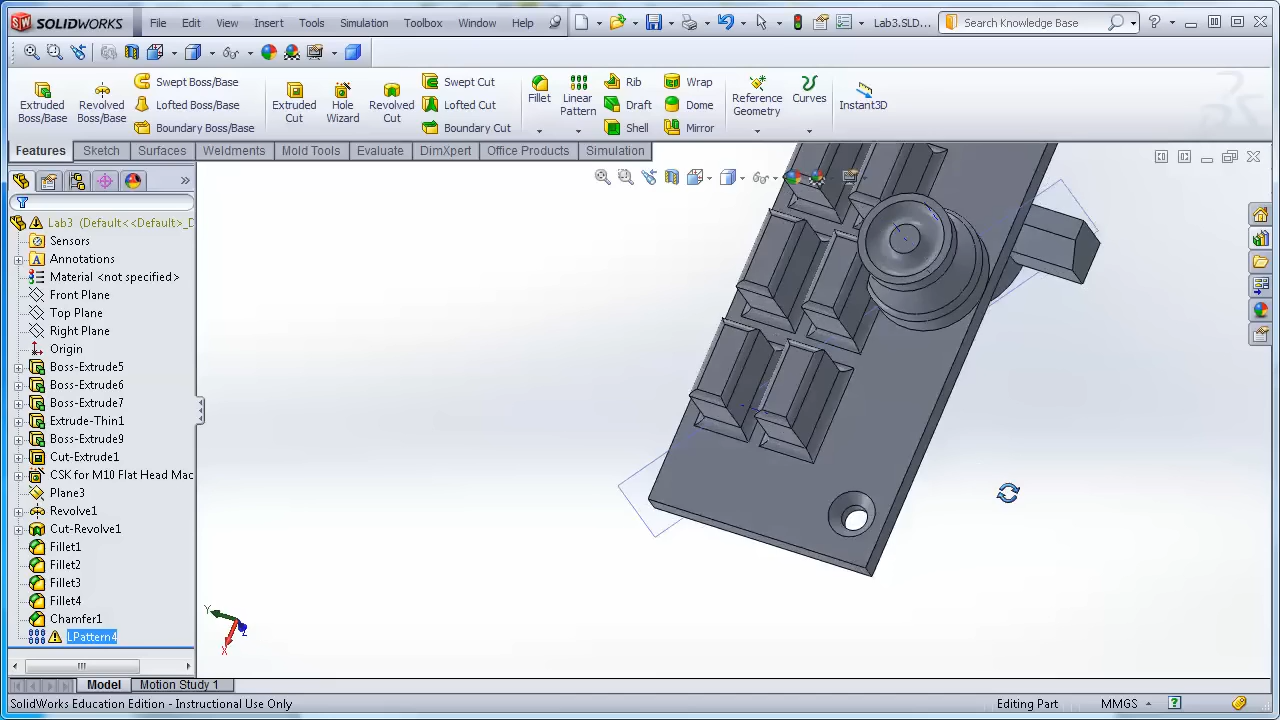 SOLIDWORKS File Edit View Insert Tools Simulation Toolbox Window Help Lab3.SLD... Search Knowledge Base ?
Extruded Boss/Base
Revolved Boss/Base
Swept Boss/Base
Lofted Boss/Base
Boundary Boss/Base
Extruded Cut
Hole Wizard
Revolved Cut
Swept Cut
Lofted Cut
Boundary Cut
Fillet
Linear Pattern
Rib
Draft
Shell
Wrap
Dome
Mirror
Reference Geometry
Curves
Instant3D
Features Sketch Surfaces Weldments Mold Tools Evaluate DimXpert Office Products Simulation
Lab3 (Default<<Default>_D
Sensors
Annotations
Material <not specified>
Front Plane
Top Plane
Right Plane
Origin
Boss-Extrude5
Boss-Extrude6
Boss-Extrude7
Extrude-Thin1
Boss-Extrude9
Cut-Extrude1
CSK for M10 Flat Head Mac
Plane3
Revolve1
Cut-Revolve1
Fillet1
Fillet2
Fillet3
Fillet4
Chamfer1
LPattern4
Y
Z
X
Model Motion Study 1
SolidWorks Education Edition - Instructional Use Only Editing Part MMGS ?